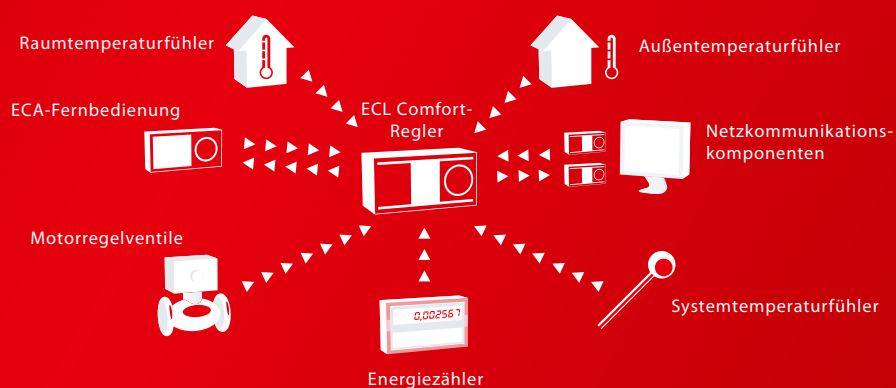 Raumtemperaturfühler
Außentemperaturfühler
ECA-Fernbedienung
ECL Comfort-
Regler
Netzkommunikations-
komponenten
Motorregelventile
Systemtemperaturfühler
0,002567
Energiezähler